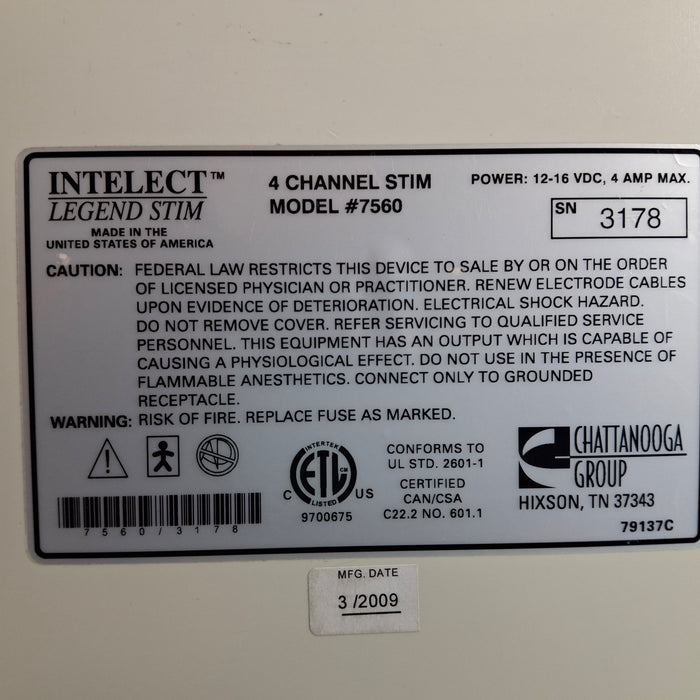 INTELECT™
LEGEND STIM
MADE IN THE
UNITED STATES OF AMERICA
4 CHANNEL STIM
MODEL #7560
POWER: 12-16 VDC, 4 AMP MAX.
SN 3178
CAUTION: FEDERAL LAW RESTRICTS THIS DEVICE TO SALE BY OR ON THE ORDER
OF LICENSED PHYSICIAN OR PRACTITIONER. RENEW ELECTRODE CABLES
UPON EVIDENCE OF DETERIORATION. ELECTRICAL SHOCK HAZARD.
DO NOT REMOVE COVER. REFER SERVICING TO QUALIFIED SERVICE
PERSONNEL. THIS EQUIPMENT HAS AN OUTPUT WHICH IS CAPABLE OF
CAUSING A PHYSIOLOGICAL EFFECT. DO NOT USE IN THE PRESENCE OF
FLAMMABLE ANESTHETICS. CONNECT ONLY TO GROUNDED
RECEPTACLE.
WARNING: RISK OF FIRE. REPLACE FUSE AS MARKED.
7560/3178
INTERTEK
ETL CM
LISTED
C US
9700675
CONFORMS TO
UL STD. 2601-1
CERTIFIED
CAN/CSA
C22.2 NO. 601.1
CHATTANOOGA
GROUP
HIXSON, TN 37343
79137C
MFG. DATE
3 /2009